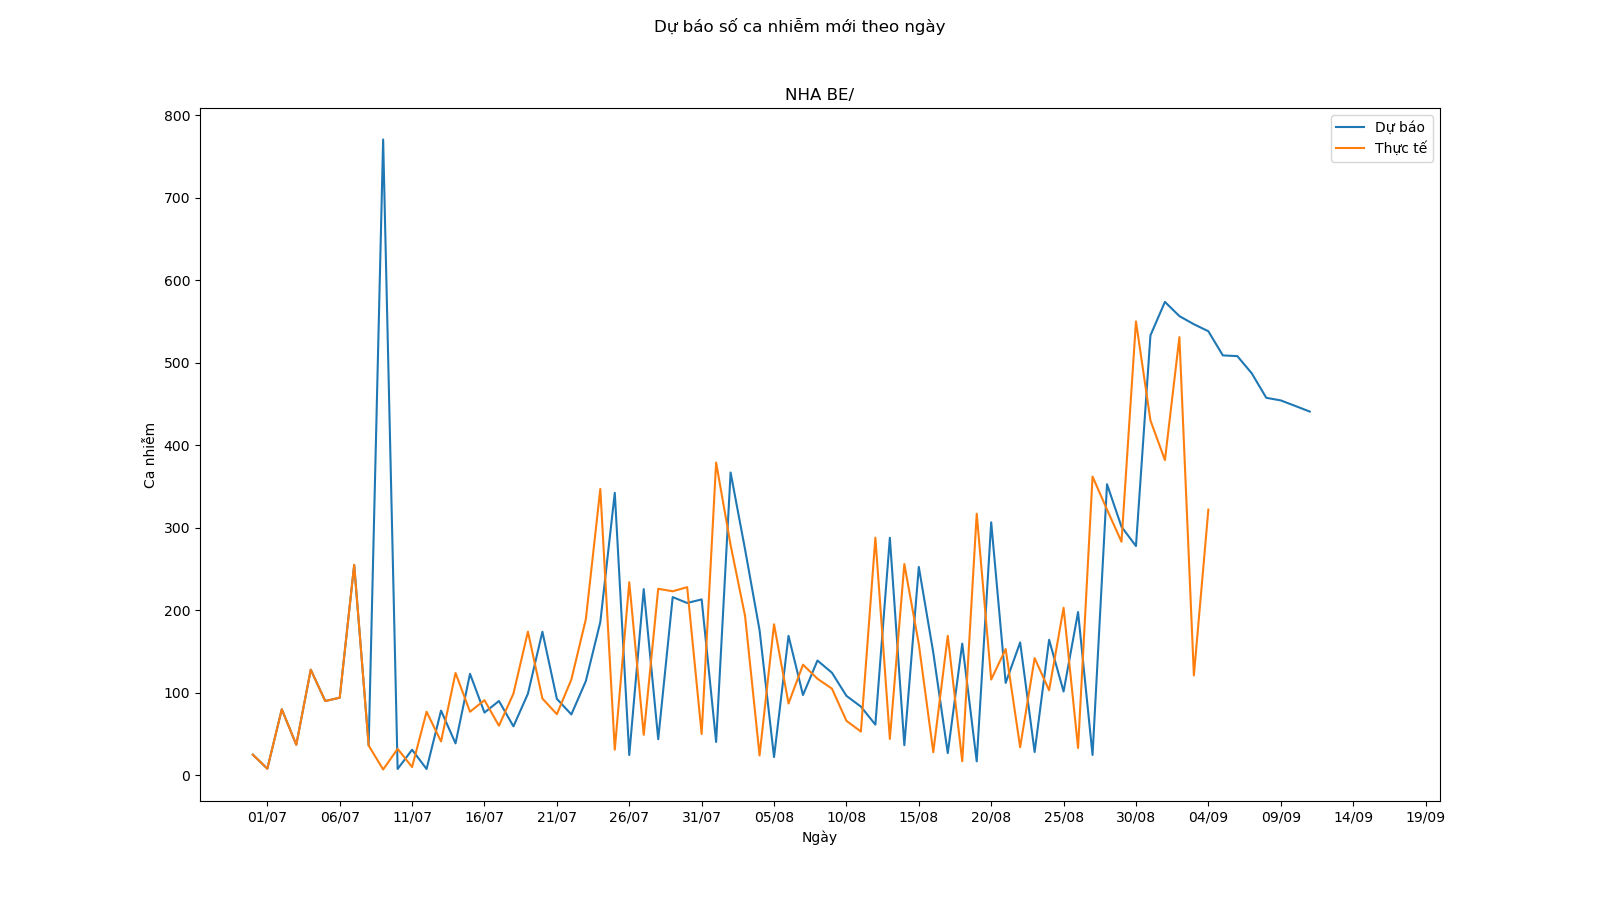 Dự báo số ca nhiễm mới theo ngày
NHA BE/
800
700
600
500
400
300
200
100
0
Ca nhiễm
Dự báo
Thực tế
01/07 06/07 11/07 16/07 21/07 26/07 31/07 05/08 10/08 15/08 20/08 25/08 30/08 04/09 09/09 14/09 19/09
Ngày